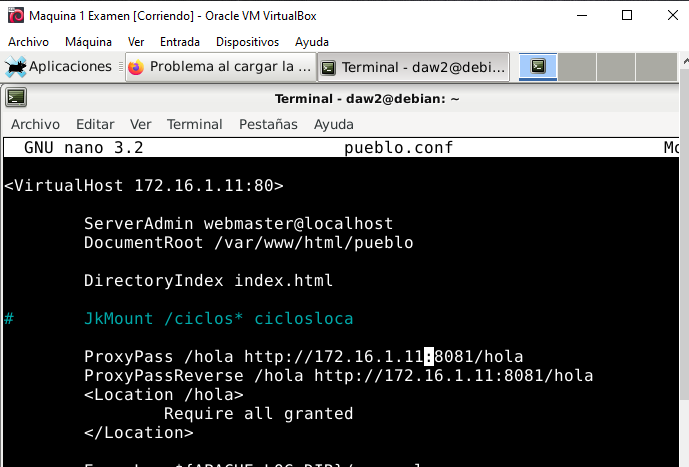 Maquina 1 Examen [Corriendo] - Oracle VM VirtualBox
Archivo Máquina Ver Entrada Dispositivos Ayuda
Aplicaciones Problema al cargar la ... Terminal - daw2@debi...
Terminal - daw2@debian: ~
Archivo Editar Ver Terminal Pestañas Ayuda
GNU nano 3.2 pueblo.conf
<VirtualHost 172.16.1.11:80>
ServerAdmin webmaster@localhost
DocumentRoot /var/www/html/pueblo
DirectoryIndex index.html
# JkMount /ciclos* ciclosloca
ProxyPass /hola http://172.16.1.11:8081/hola
ProxyPassReverse /hola http://172.16.1.11:8081/hola
<Location /hola>
Require all granted
</Location>